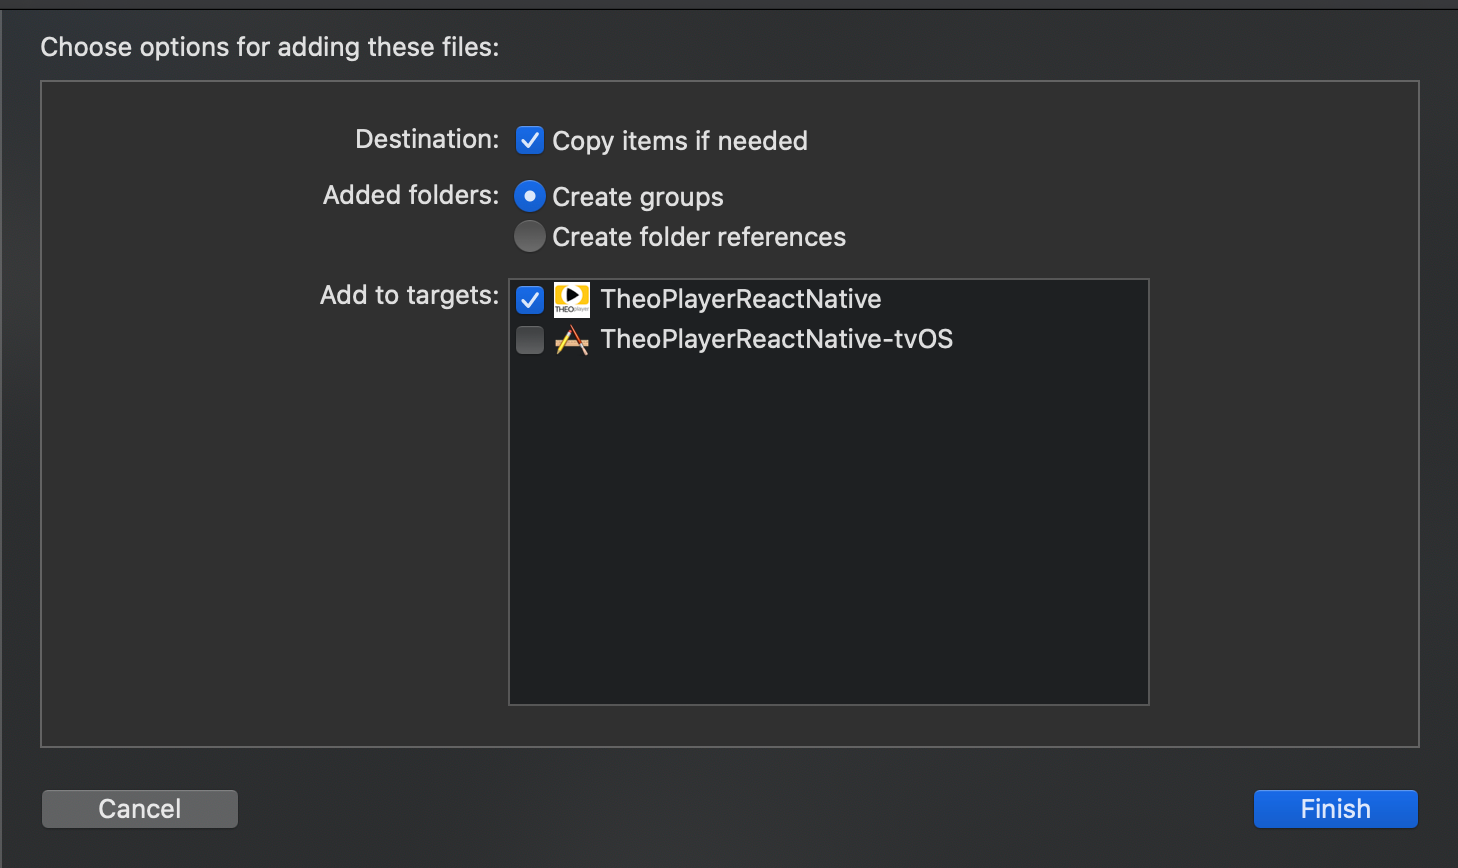 Choose options for adding these files:
Destination: Copy items if needed
Added folders: Create groups
Create folder references
Add to targets: THEOplayer TheoPlayerReactNative
TheoPlayerReactNative-tvOS
Cancel Finish